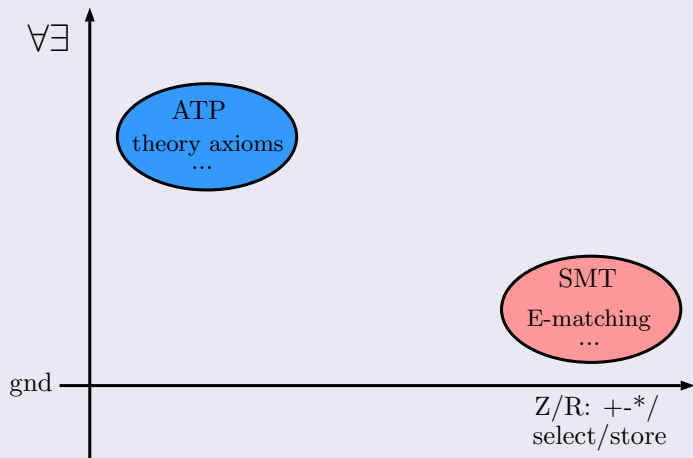 ∀∃
ATP
theory axioms
...
SMT
E-matching
...
gnd
Z/R: +-*/
select/store